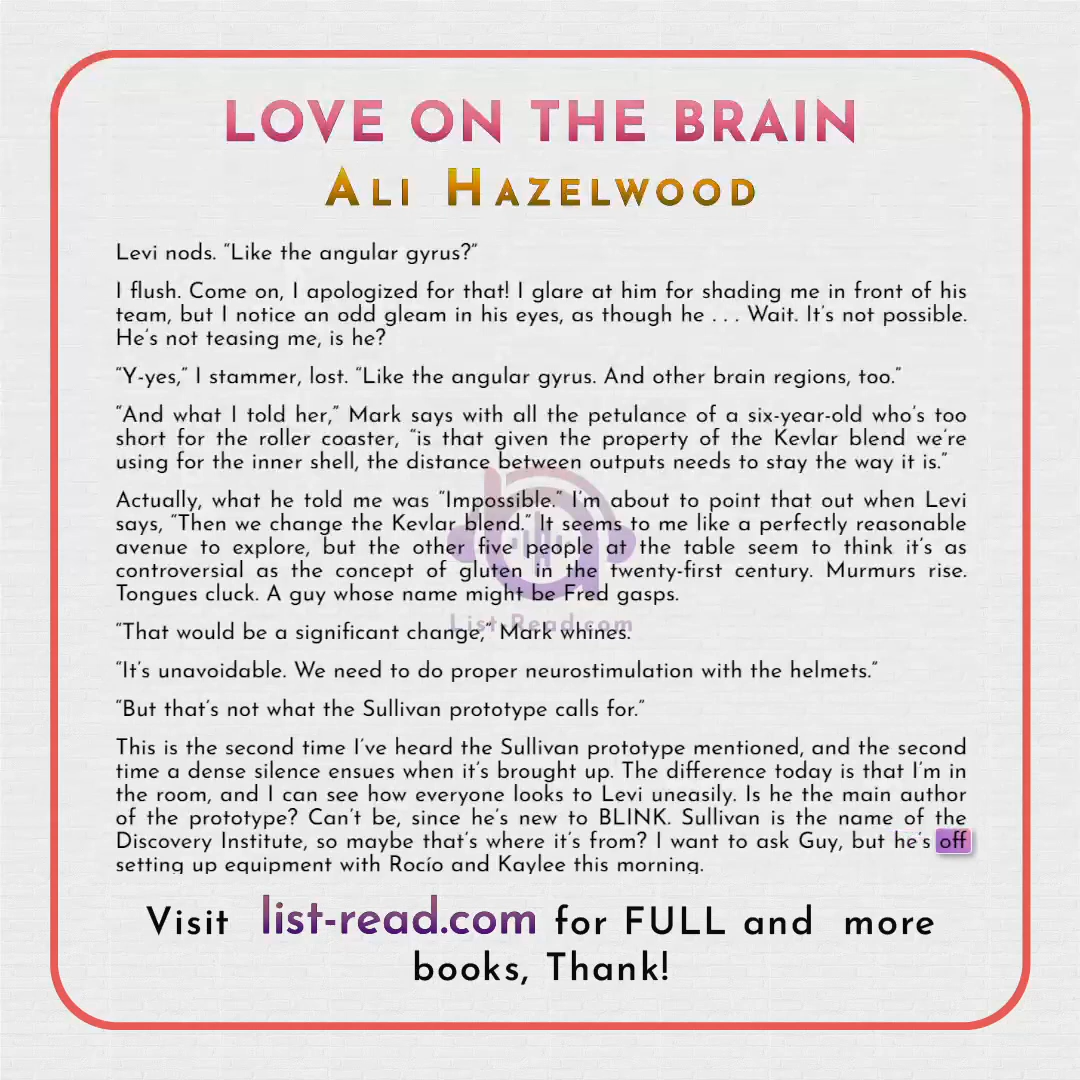 LOVE ON THE BRAIN
ALI HAZELWOOD
Levi nods. “Like the angular gyrus?”
I flush. Come on, I apologized for that! I glare at him for shading me in front of his
team, but I notice an odd gleam in his eyes, as though he . . . Wait. It’s not possible.
He’s not teasing me, is he?
“Y-yes,” I stammer, lost. “Like the angular gyrus. And other brain regions, too.”
“And what I told her,” Mark says with all the petulance of a six-year-old who’s too
short for the roller coaster, “is that given the property of the Kevlar blend we’re
using for the inner shell, the distance between outputs needs to stay the way it is.”
Actually, what he told me was “Impossible.” I’m about to point that out when Levi
says, “Then we change the Kevlar blend.” It seems to me like a perfectly reasonable
avenue to explore, but the other five people at the table seem to think it’s as
controversial as the concept of gluten in the twenty-first century. Murmurs rise.
Tongues cluck. A guy whose name might be Fred gasps.
List-Read.com
“That would be a significant change,” Mark whines.
“It’s unavoidable. We need to do proper neurostimulation with the helmets.”
“But that’s not what the Sullivan prototype calls for.”
This is the second time I’ve heard the Sullivan prototype mentioned, and the second
time a dense silence ensues when it’s brought up. The difference today is that I’m in
the room, and I can see how everyone looks to Levi uneasily. Is he the main author
of the prototype? Can’t be, since he’s new to BLINK. Sullivan is the name of the
Discovery Institute, so maybe that’s where it’s from? I want to ask Guy, but he’s off
setting up equipment with Rocío and Kaylee this morning.
Visit list-read.com for FULL and more
books, Thank!